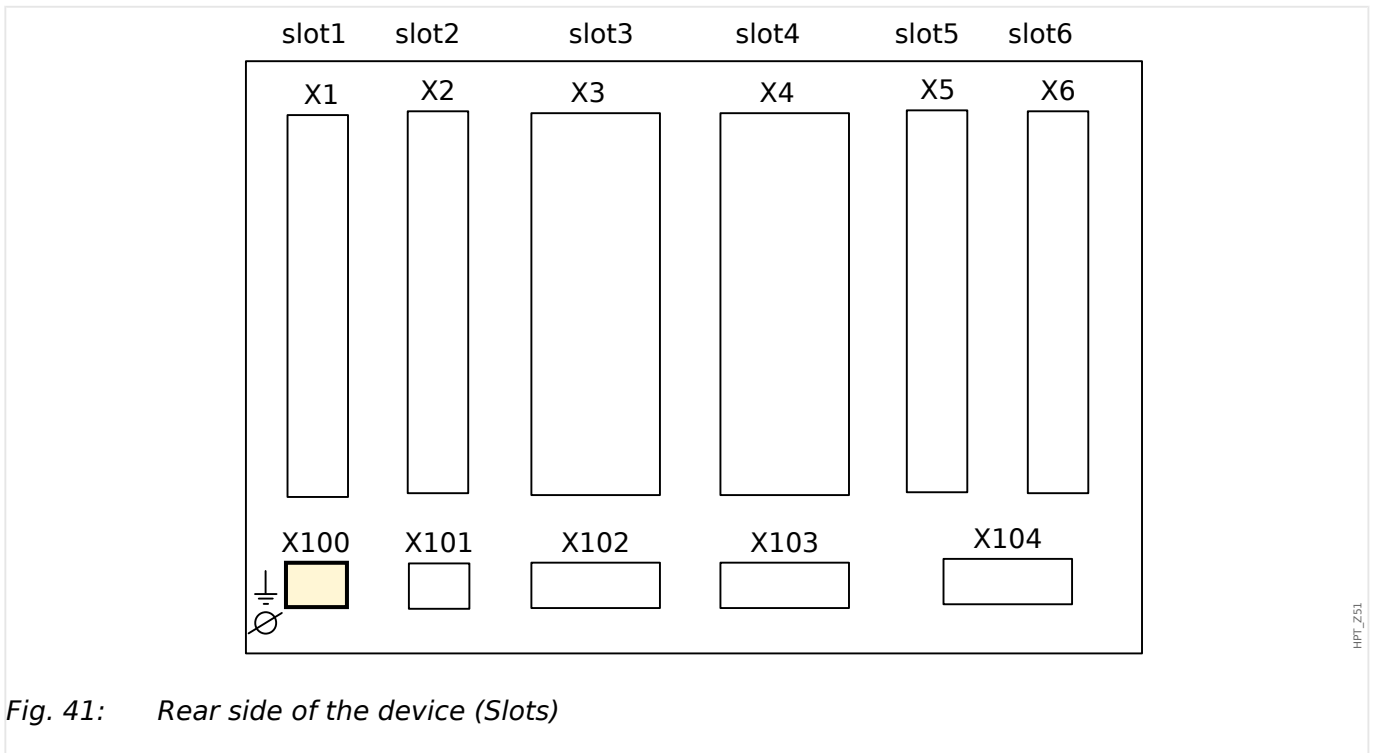 slot1 slot2 slot3 slot4 slot5 slot6
X1 X2 X3 X4 X5 X6
X100 X101 X102 X103 X104
HPT_Z51
Fig. 41: Rear side of the device (Slots)